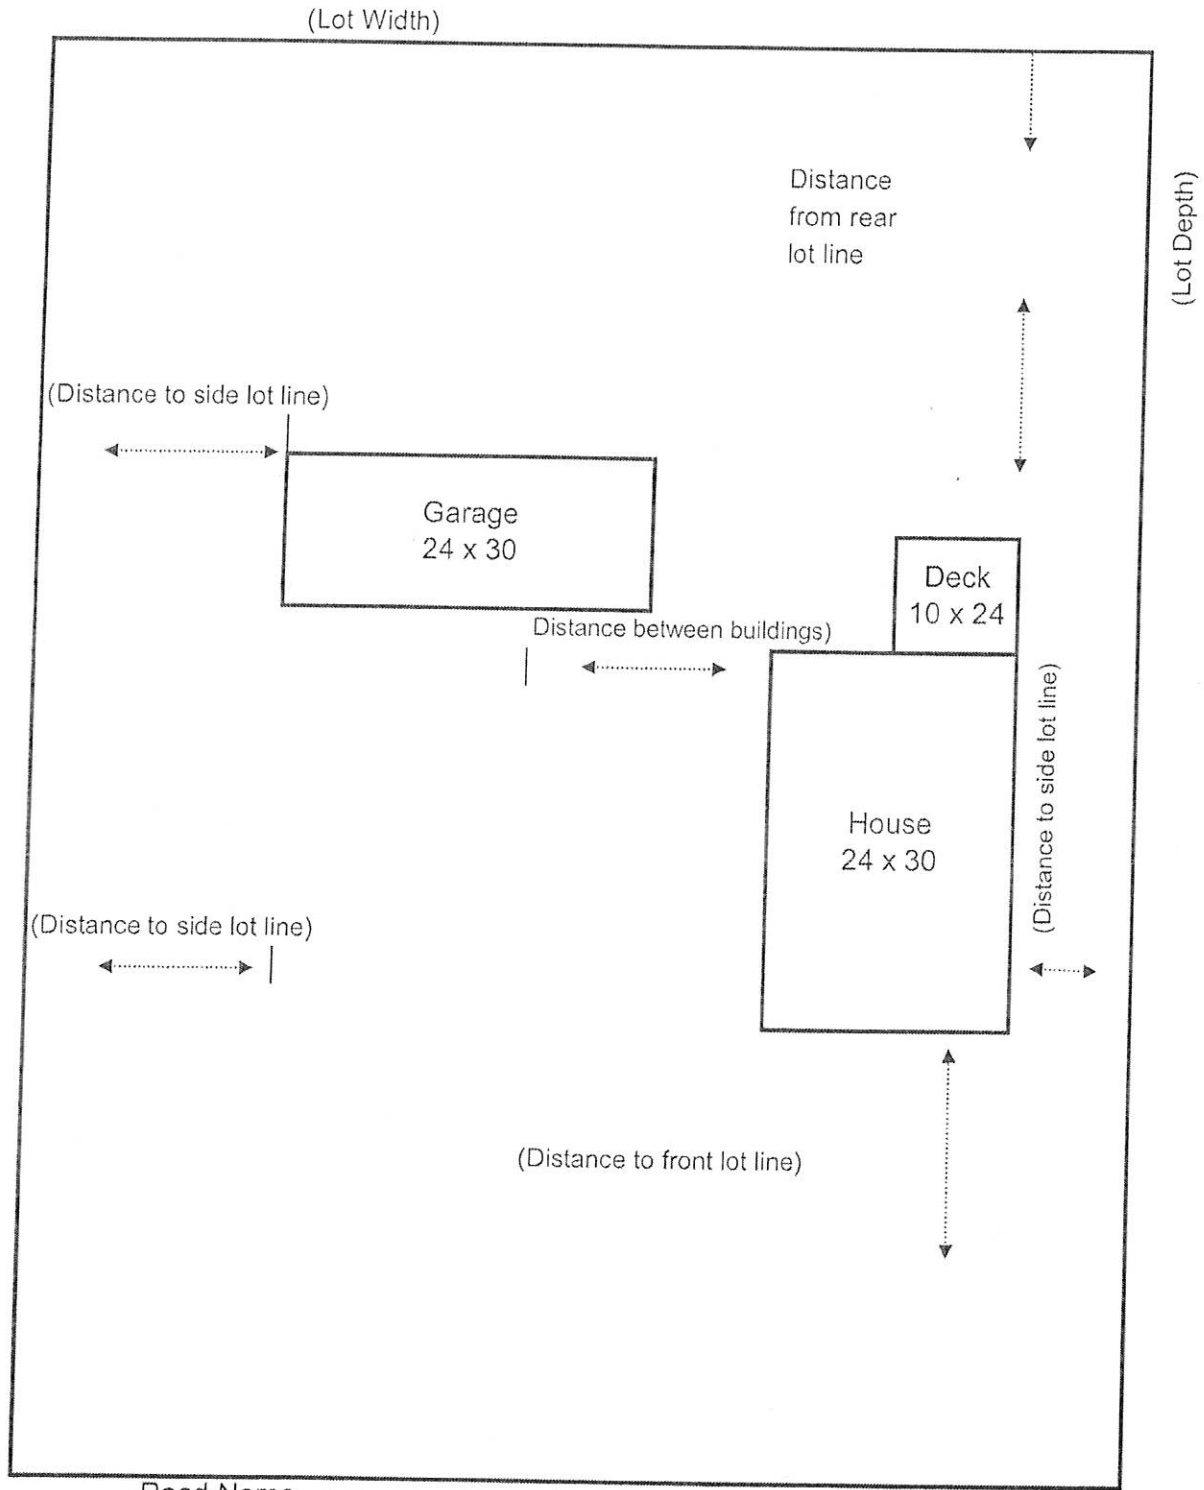 (Lot Width)
Distance
from rear
lot line
(Lot Depth)
(Distance to side lot line)
Garage
24 x 30
Deck
10 x 24
Distance between buildings)
(Distance to side lot line)
House
24 x 30
(Distance to side lot line)
(Distance to front lot line)
Road Name